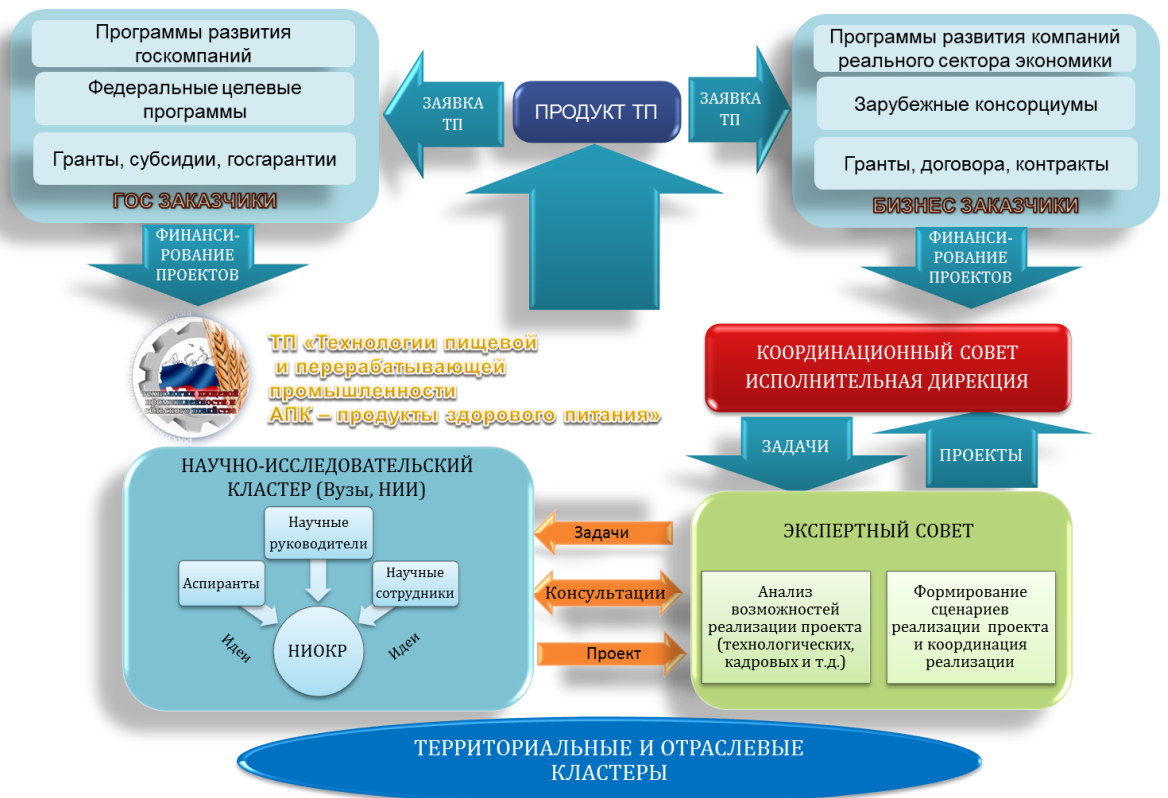 Программы развития
госкомпаний
Федеральные целевые
программы
Гранты, субсидии, госгарантии
ГОС ЗАКАЗЧИКИ
ЗАЯВКА
ТП
ПРОДУКТ ТП
ЗАЯВКА
ТП
Программы развития компаний
реального сектора экономики
Зарубежные консорциумы
Гранты, договора, контракты
БИЗНЕС ЗАКАЗЧИКИ
ФИНАНСИ-
РОВАНИЕ
ПРОЕКТОВ
ФИНАНСИ-
РОВАНИЕ
ПРОЕКТОВ
ТП «Технологии пищевой
и перерабатывающей
промышленности
АПК – продукты здорового питания»
КООРДИНАЦИОННЫЙ СОВЕТ
ИСПОЛНИТЕЛЬНАЯ ДИРЕКЦИЯ
ЗАДАЧИ
ПРОЕКТЫ
НАУЧНО-ИССЛЕДОВАТЕЛЬСКИЙ
КЛАСТЕР (Вузы, НИИ)
Научные
руководители
Аспиранты
Научные
сотрудники
Идеи
НИОКР
Идеи
Задачи
Консультации
Проект
ЭКСПЕРТНЫЙ СОВЕТ
Анализ
возможностей
реализации проекта
(технологических,
кадровых и т.д.)
Формирование
сценариев
реализации проекта
и координация
реализации
ТЕРРИТОРИАЛЬНЫЕ И ОТРАСЛЕВЫЕ
КЛАСТЕРЫ